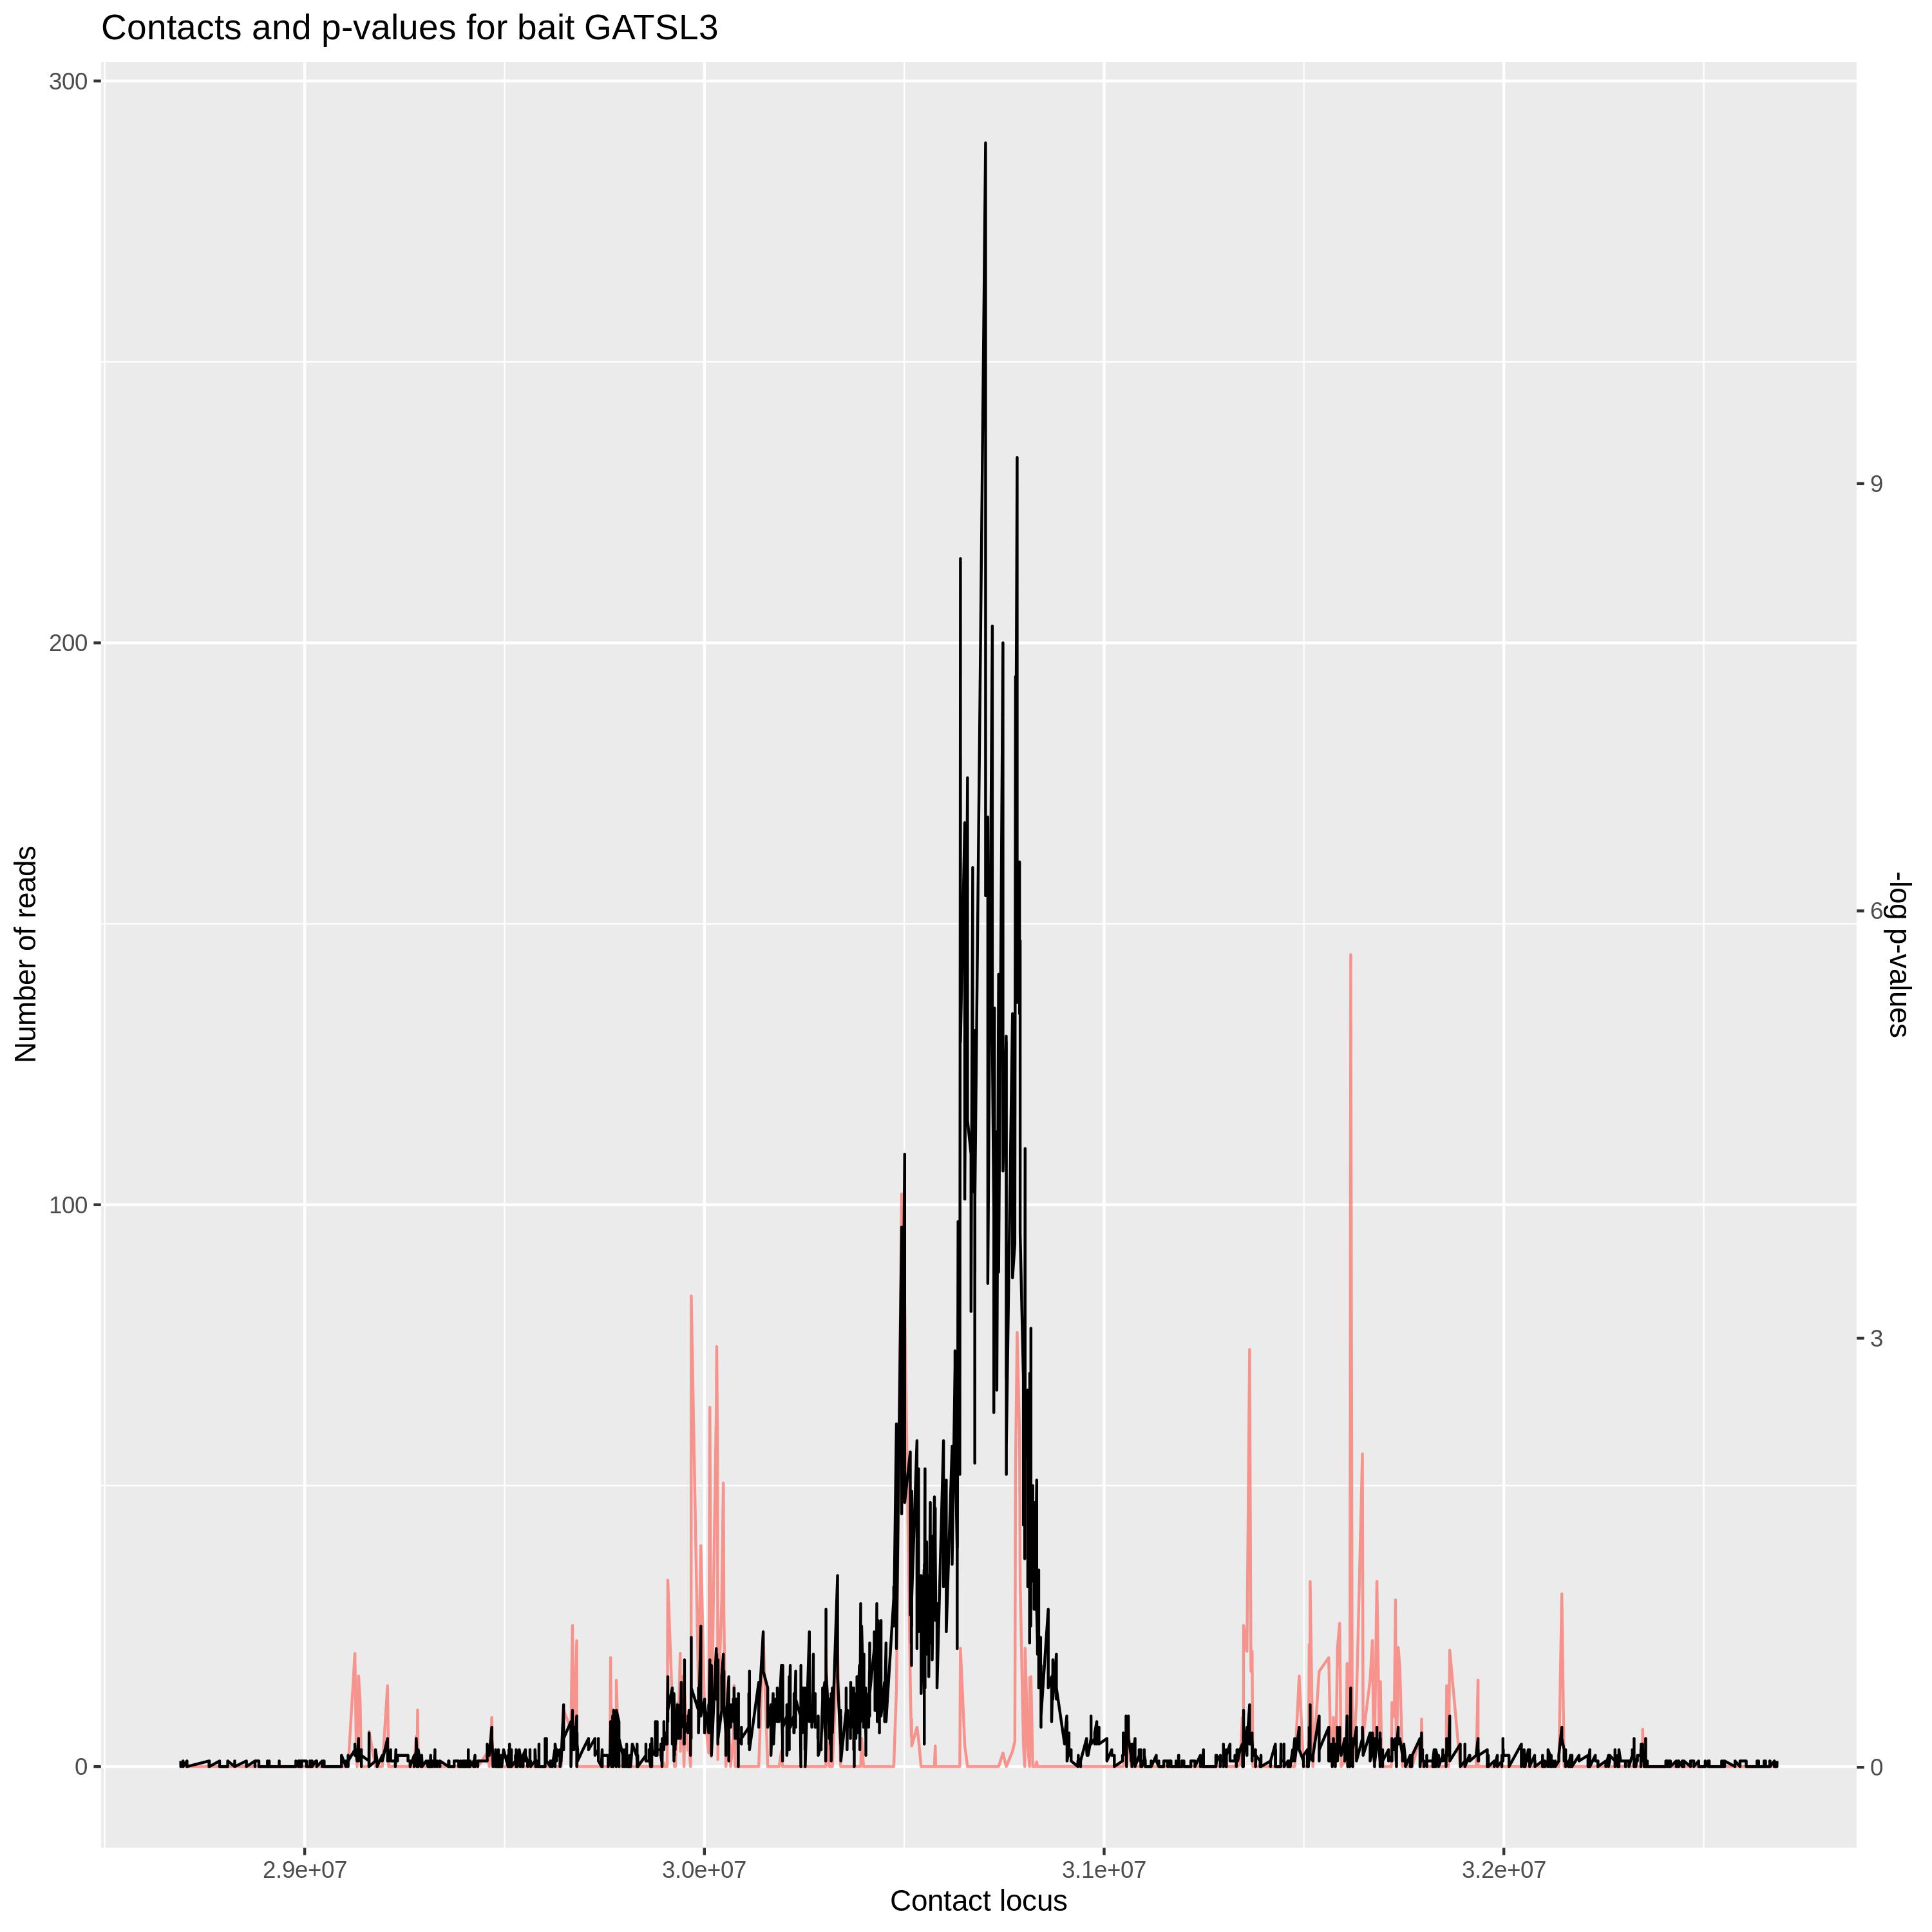 Contacts and p-values for bait GATSL3
300
200
100
0
Number of reads
9
6
3
0
-log p-values
2.9e+07
3.0e+07
3.1e+07
3.2e+07
Contact locus